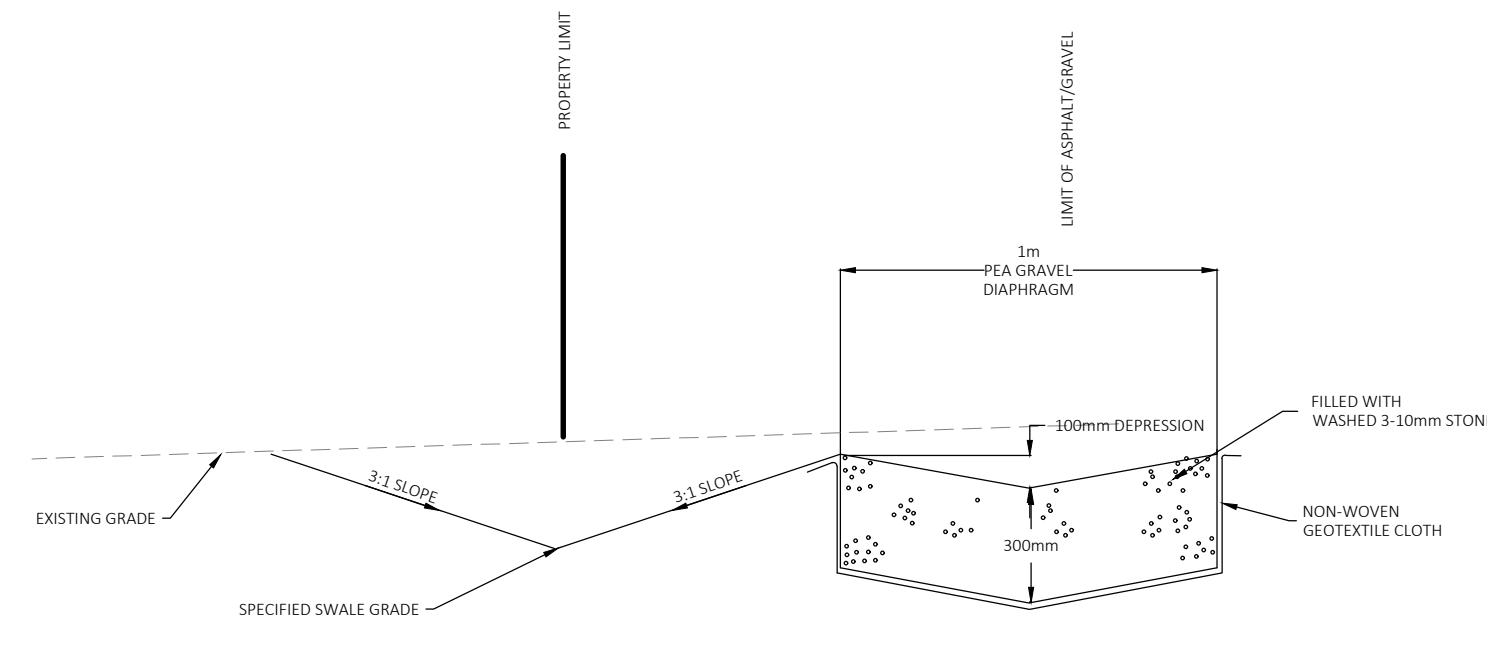 PROPERTY LIMIT
LIMIT OF ASPHALT/GRAVEL
1m
PEA GRAVEL
DIAPHRAGM
100mm DEPRESSION
FILLED WITH
WASHED 3-10mm STON
3:1 SLOPE
3:1 SLOPE
EXISTING GRADE
NON-WOVEN
GEOTEXTILE CLOTH
300mm
SPECIFIED SWALE GRADE